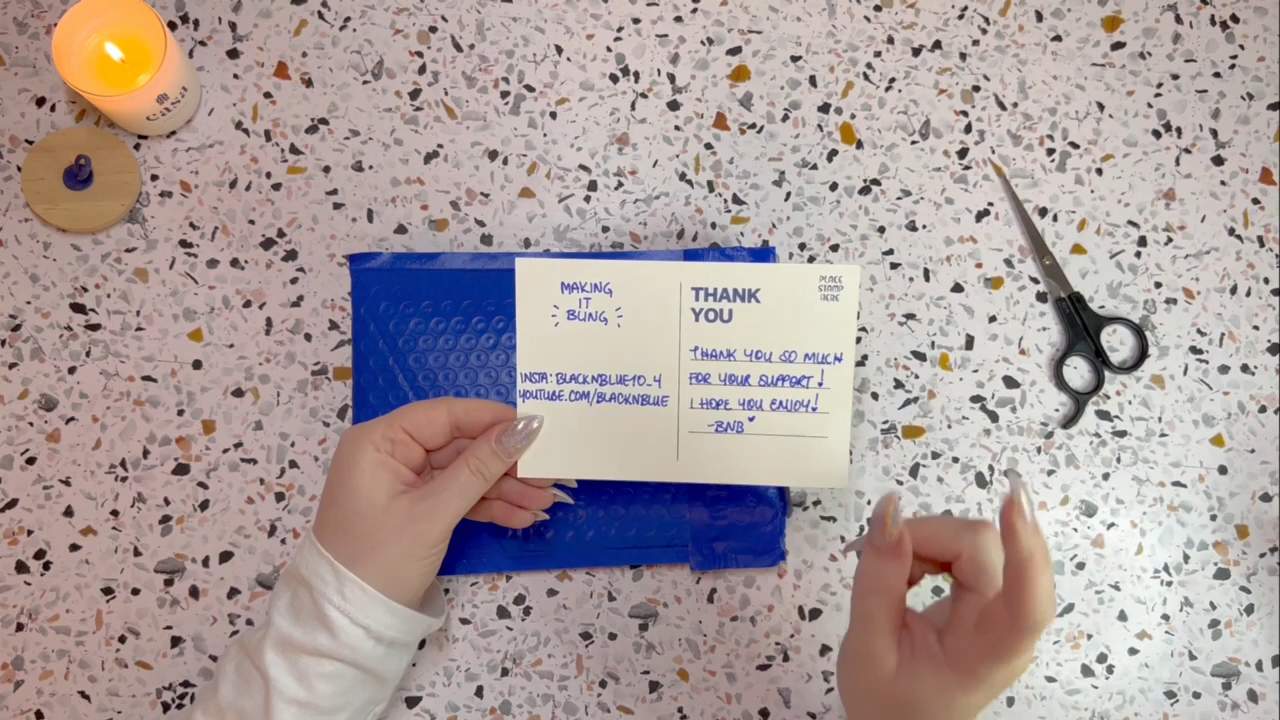 casa
MAKING
IT
BLING
INSTA: BLACKNBLUE10_4
YOUTUBE.COM/BLACKNBLUE
PLACE
STAMP
HERE
THANK
YOU
THANK YOU SO MUCH
FOR YOUR SUPPORT!
I HOPE YOU ENJOY!
-BNB